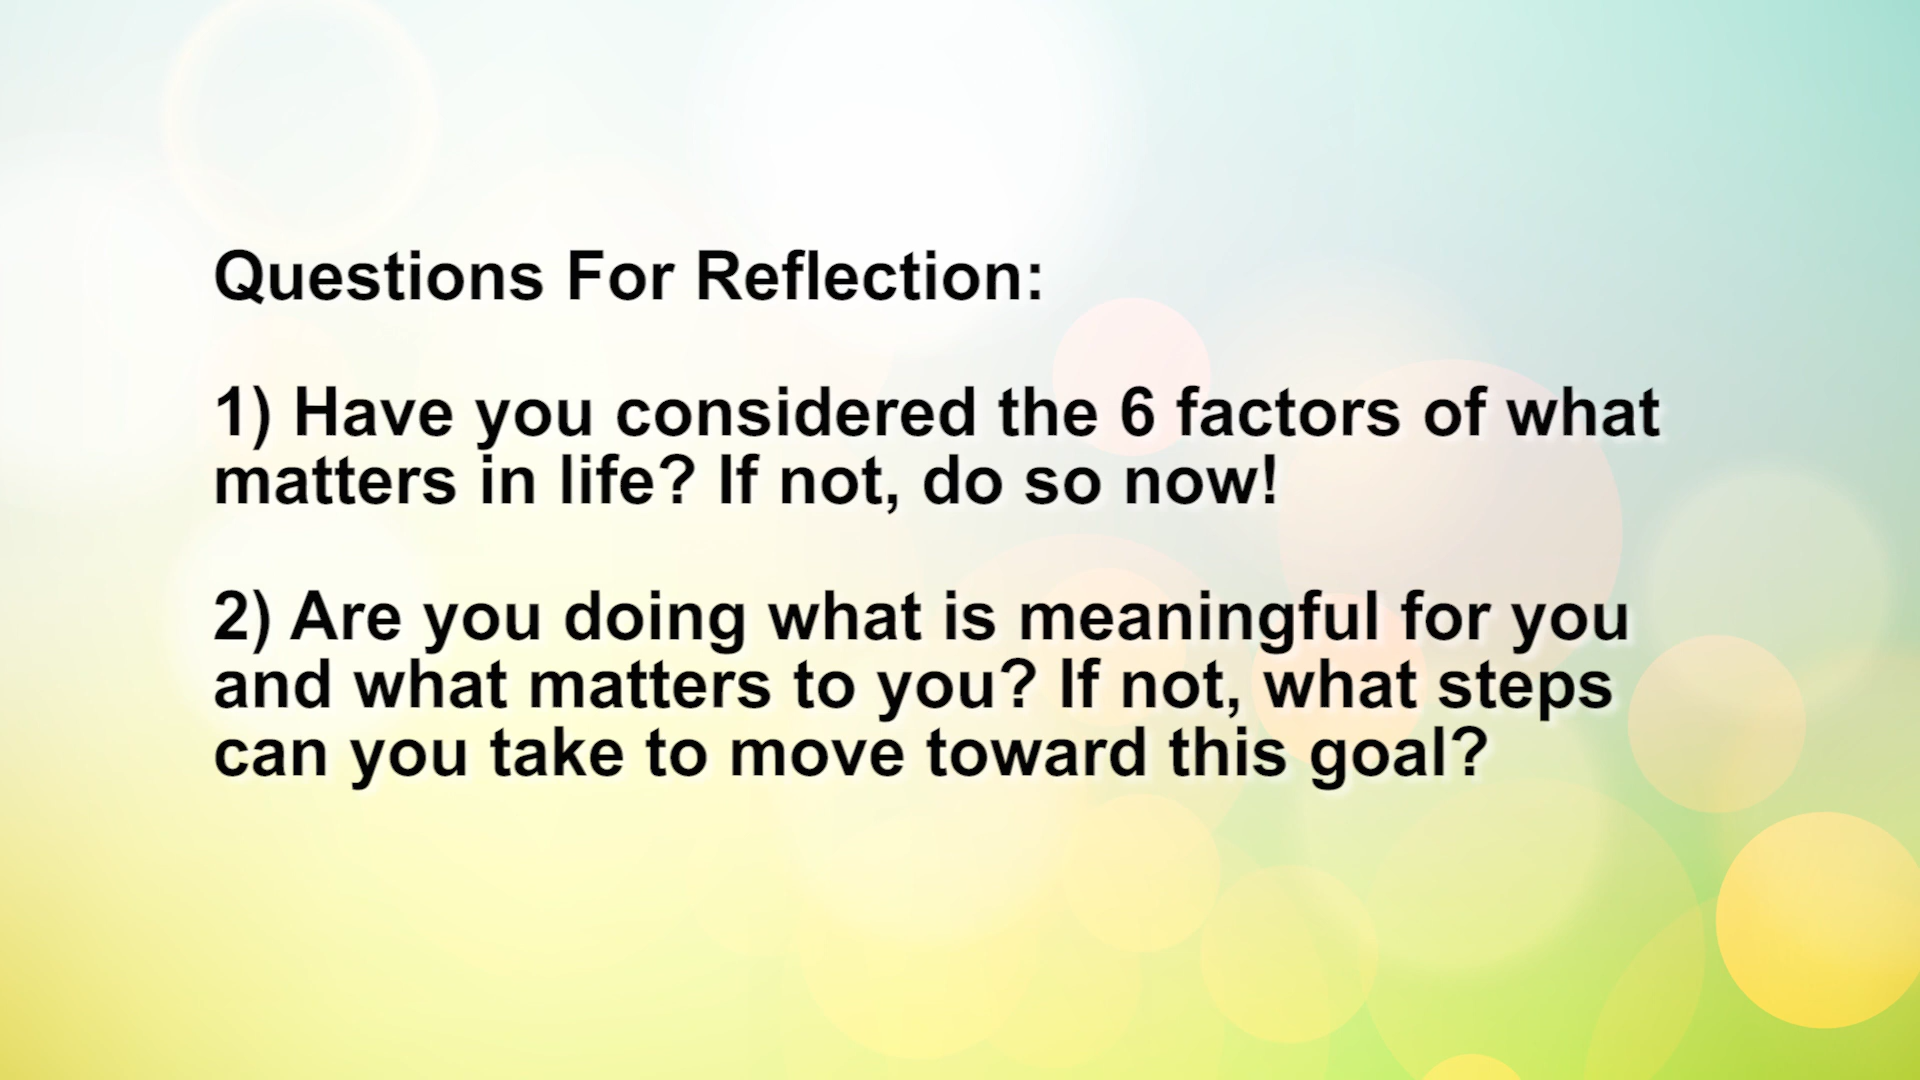 Questions For Reflection:
1) Have you considered the 6 factors of what
matters in life? If not, do so now!
2) Are you doing what is meaningful for you
and what matters to you? If not, what steps
can you take to move toward this goal?